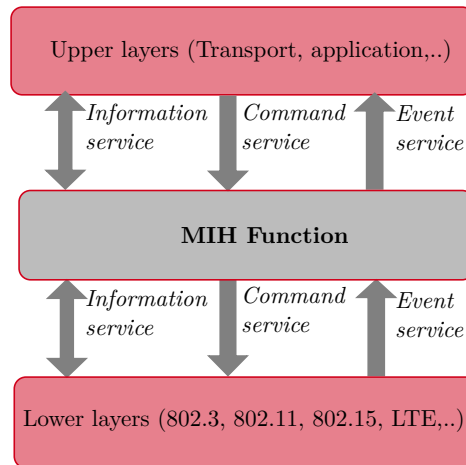 Upper layers (Transport, application,..)
Information Command Event
service service service
MIH Function
Information Command Event
service service service
Lower layers (802.3, 802.11, 802.15, LTE,..)